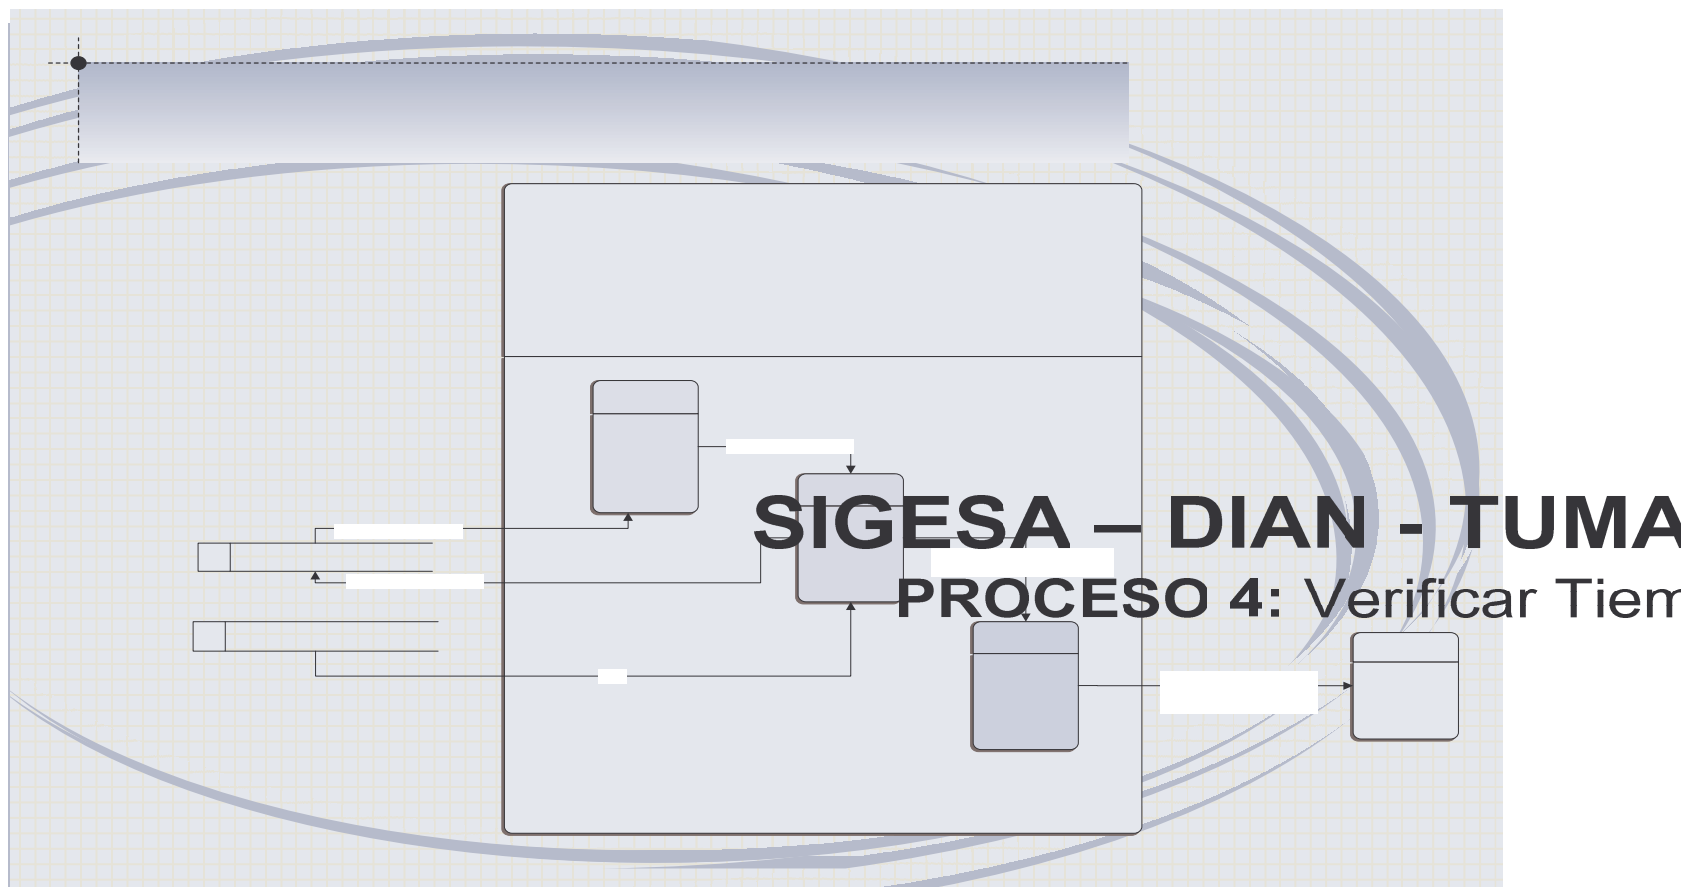 SIGESA – DIAN - TUMA
PROCESO 4: Verificar Tiem